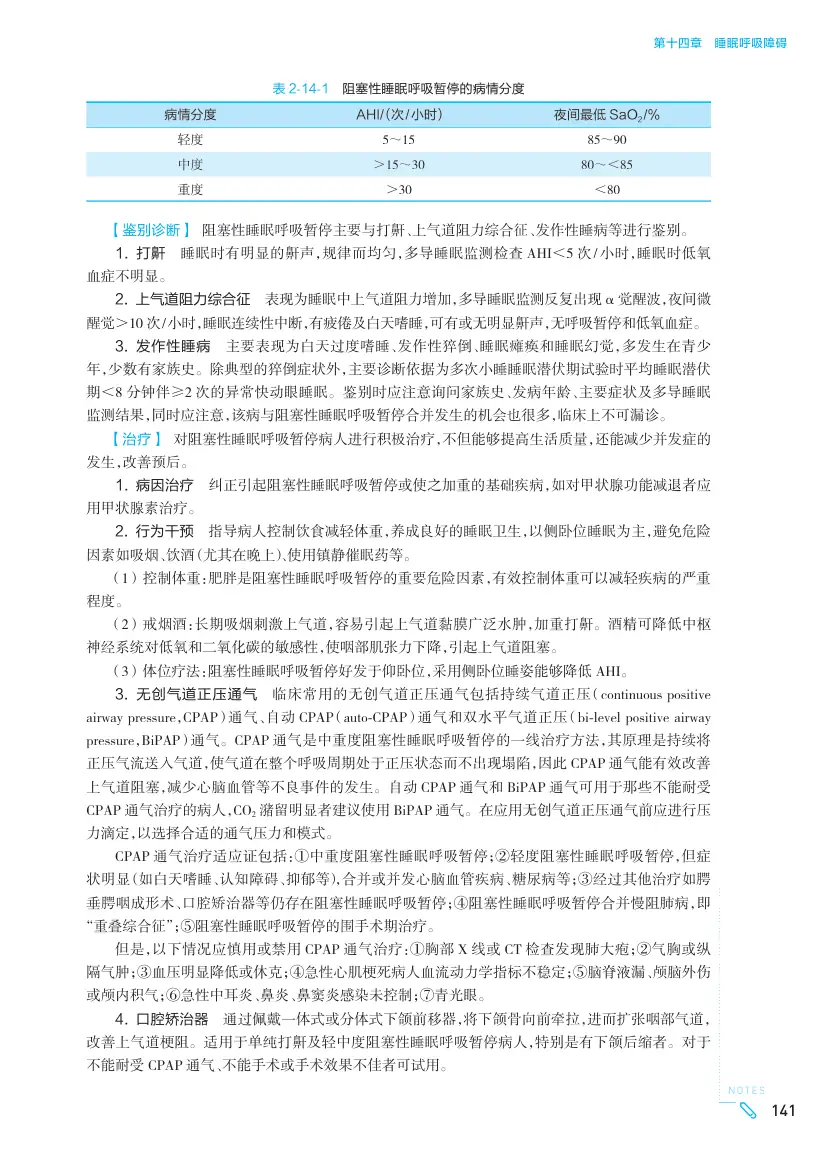 第十四章 睡眠呼吸障碍
表 2-14-1 阻塞性睡眠呼吸暂停的病情分度
病情分度 AHI/(次/小时) 夜间最低 SaO₂/%
轻度 5～15 85～90
中度 >15～30 80～<85
重度 >30 <80
【鉴别诊断】 阻塞性睡眠呼吸暂停主要与打鼾、上气道阻力综合征、发作性睡病等进行鉴别。
1. 打鼾 睡眠时有明显的鼾声,规律而均匀,多导睡眠监测检查 AHI<5 次/小时,睡眠时低氧
血症不明显。
2. 上气道阻力综合征 表现为睡眠中上气道阻力增加,多导睡眠监测反复出现 α 觉醒波,夜间微
醒觉>10 次/小时,睡眠连续性中断,有疲倦及白天嗜睡,可有或无明显鼾声,无呼吸暂停和低氧血症。
3. 发作性睡病 主要表现为白天过度嗜睡、发作性猝倒、睡眠瘫痪和睡眠幻觉,多发生在青少
年,少数有家族史。除典型的猝倒症状外,主要诊断依据为多次小睡睡眠潜伏期试验时平均睡眠潜伏
期<8 分钟伴≥2 次的异常快动眼睡眠。鉴别时应注意询问家族史、发病年龄、主要症状及多导睡眠
监测结果,同时应注意,该病与阻塞性睡眠呼吸暂停合并发生的机会也很多,临床上不可漏诊。
【治疗】 对阻塞性睡眠呼吸暂停病人进行积极治疗,不但能够提高生活质量,还能减少并发症的
发生,改善预后。
1. 病因治疗 纠正引起阻塞性睡眠呼吸暂停或使之加重的基础疾病,如对甲状腺功能减退者应
用甲状腺素治疗。
2. 行为干预 指导病人控制饮食减轻体重,养成良好的睡眠卫生,以侧卧位睡眠为主,避免危险
因素如吸烟、饮酒(尤其在晚上)、使用镇静催眠药等。
(1)控制体重:肥胖是阻塞性睡眠呼吸暂停的重要危险因素,有效控制体重可以减轻疾病的严重
程度。
(2)戒烟酒:长期吸烟刺激上气道,容易引起上气道黏膜广泛水肿,加重打鼾。酒精可降低中枢
神经系统对低氧和二氧化碳的敏感性,使咽部肌张力下降,引起上气道阻塞。
(3)体位疗法:阻塞性睡眠呼吸暂停好发于仰卧位,采用侧卧位睡姿能够降低 AHI。
3. 无创气道正压通气 临床常用的无创气道正压通气包括持续气道正压(continuous positive
airway pressure,CPAP)通气、自动 CPAP(auto-CPAP)通气和双水平气道正压(bi-level positive airway
pressure,BiPAP)通气。CPAP 通气是中重度阻塞性睡眠呼吸暂停的一线治疗方法,其原理是持续将
正压气流送入气道,使气道在整个呼吸周期处于正压状态而不出现塌陷,因此 CPAP 通气能有效改善
上气道阻塞,减少心脑血管等不良事件的发生。自动 CPAP 通气和 BiPAP 通气可用于那些不能耐受
CPAP 通气治疗的病人,CO₂ 潴留明显者建议使用 BiPAP 通气。在应用无创气道正压通气前应进行压
力滴定,以选择合适的通气压力和模式。
CPAP 通气治疗适应证包括:①中重度阻塞性睡眠呼吸暂停;②轻度阻塞性睡眠呼吸暂停,但症
状明显(如白天嗜睡、认知障碍、抑郁等),合并或并发心脑血管疾病、糖尿病等;③经过其他治疗如腭
垂腭咽成形术、口腔矫治器等仍存在阻塞性睡眠呼吸暂停;④阻塞性睡眠呼吸暂停合并慢阻肺病,即
“重叠综合征”;⑤阻塞性睡眠呼吸暂停的围手术期治疗。
但是,以下情况应慎用或禁用 CPAP 通气治疗:①胸部 X 线或 CT 检查发现肺大疱;②气胸或纵
隔气肿;③血压明显降低或休克;④急性心肌梗死病人血流动力学指标不稳定;⑤脑脊液漏、颅脑外伤
或颅内积气;⑥急性中耳炎、鼻炎、鼻窦炎感染未控制;⑦青光眼。
4. 口腔矫治器 通过佩戴一体式或分体式下颌前移器,将下颌骨向前牵拉,进而扩张咽部气道,
改善上气道梗阻。适用于单纯打鼾及轻中度阻塞性睡眠呼吸暂停病人,特别是有下颌后缩者。对于
不能耐受 CPAP 通气、不能手术或手术效果不佳者可试用。
NOTES
141